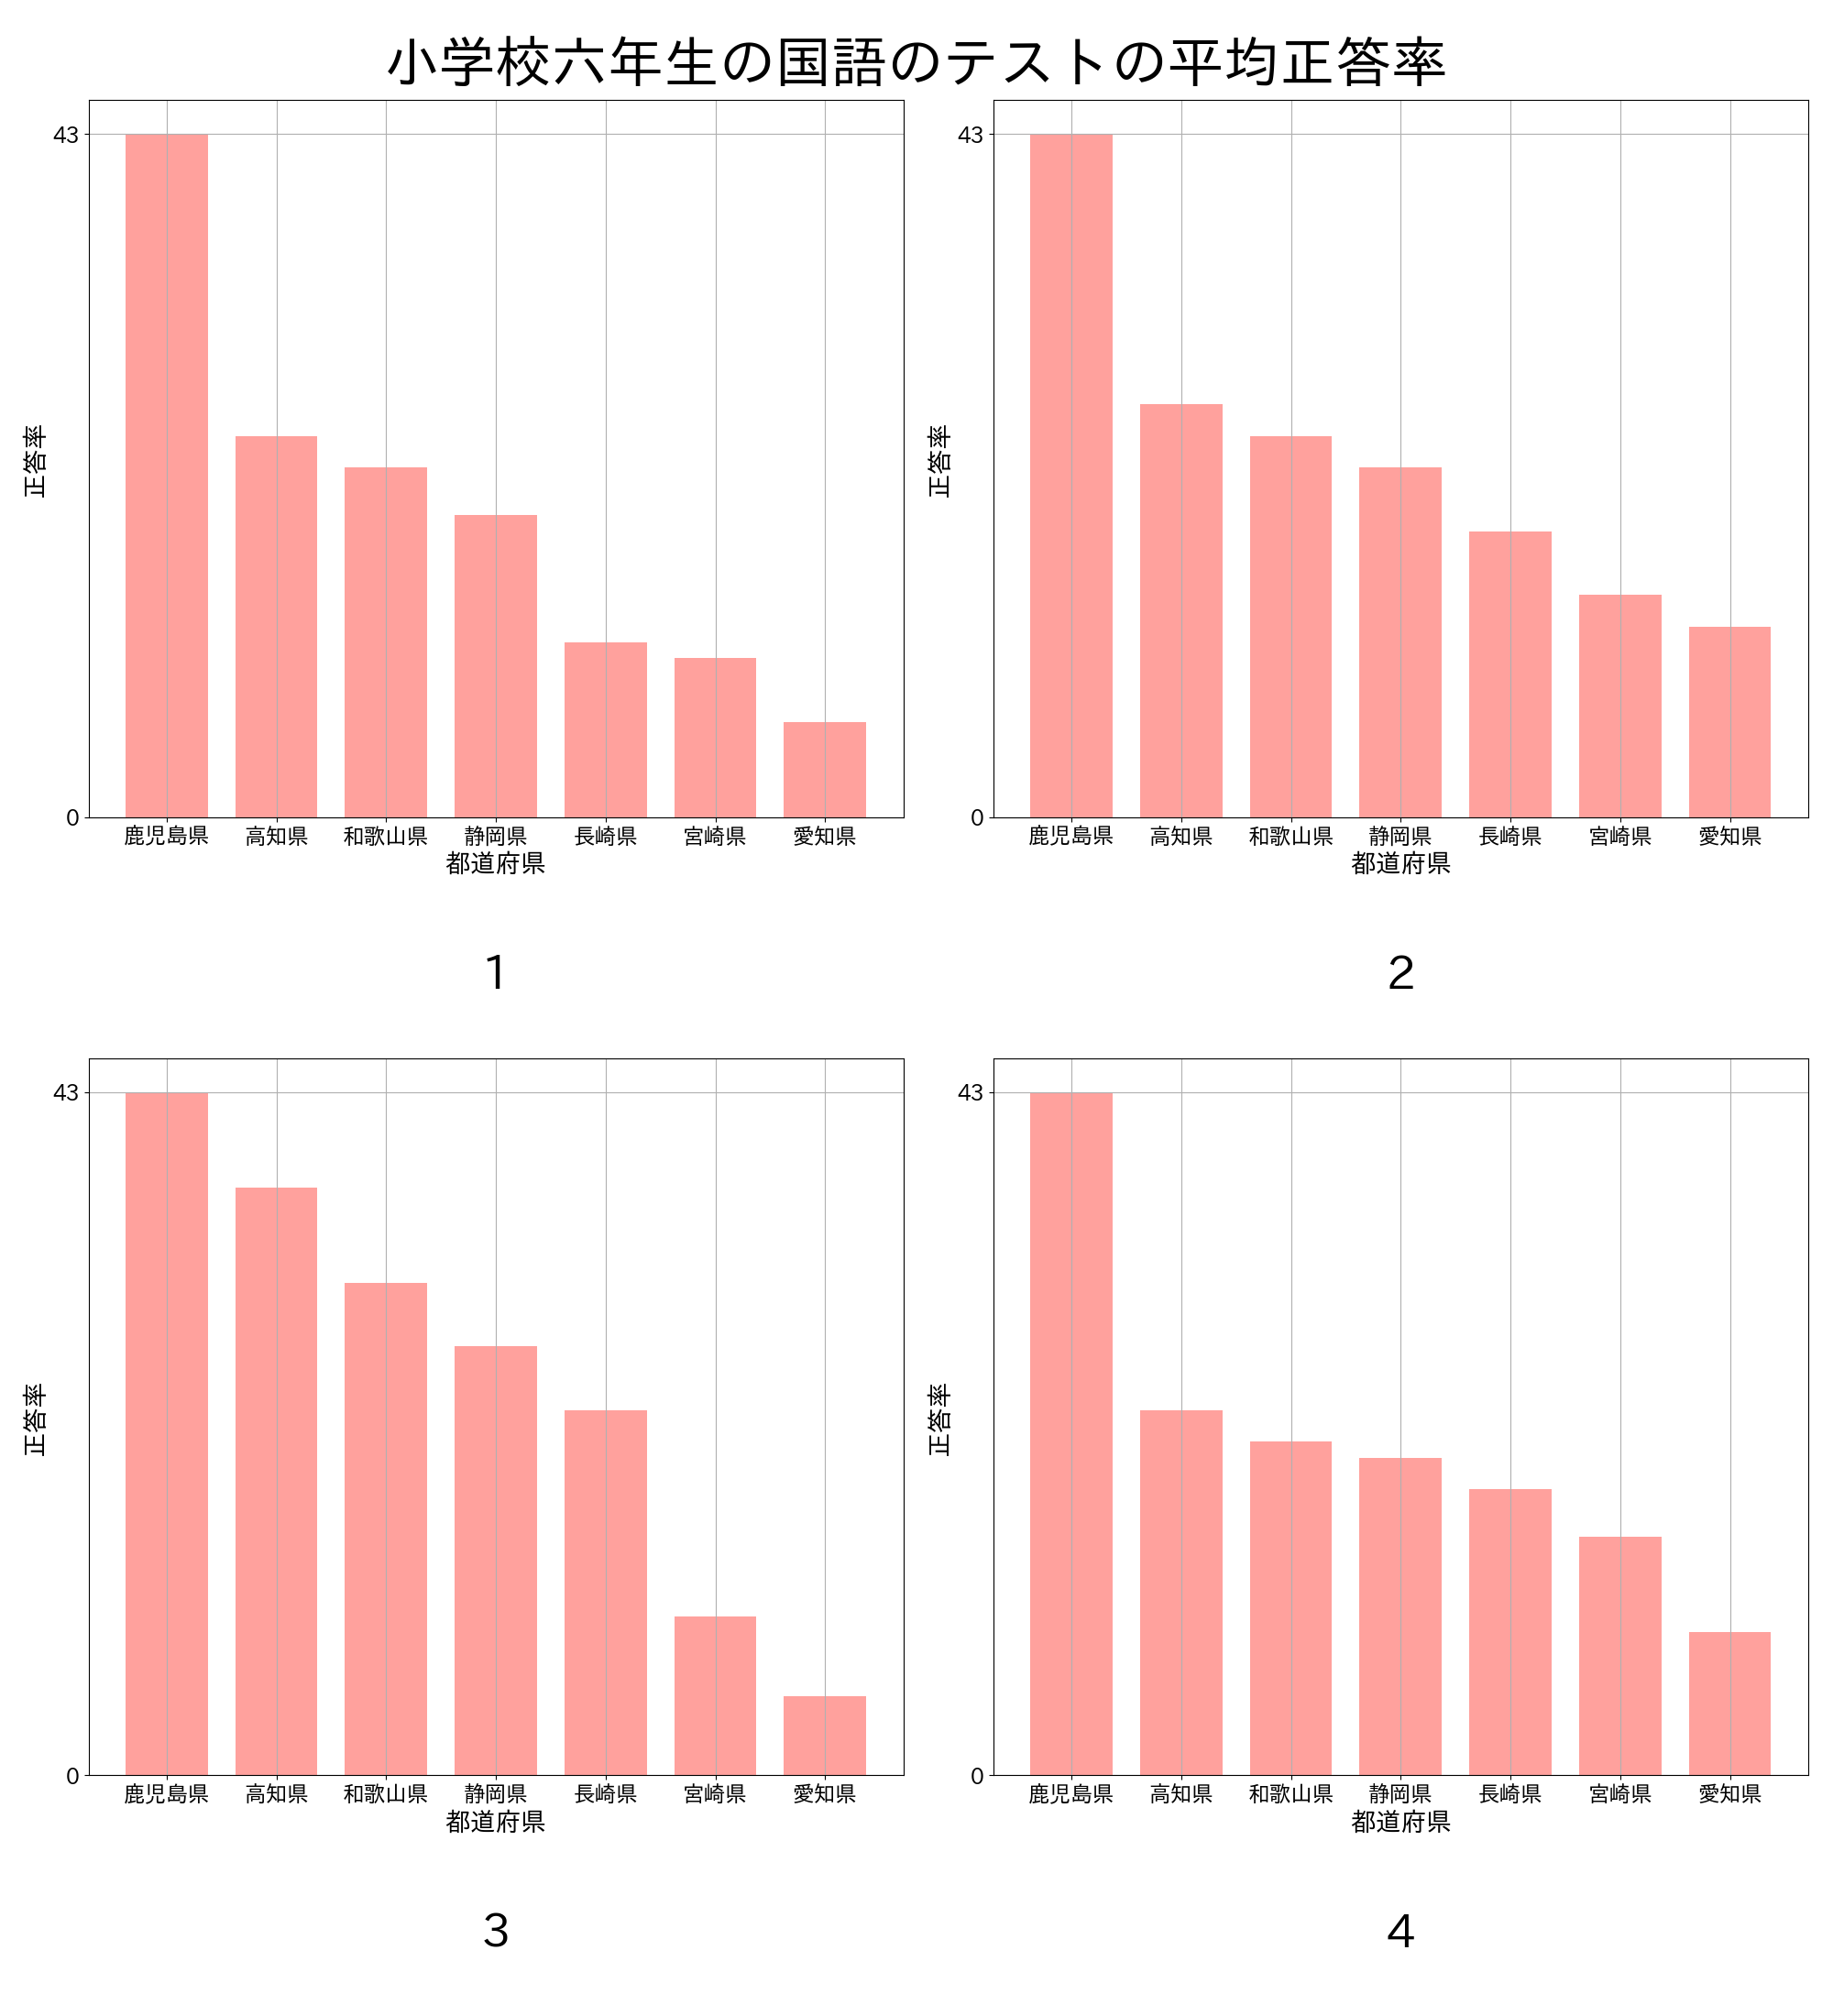 小学校六年生の国語のテストの平均正答率
43
0
正答率
鹿児島県 高知県 和歌山県 静岡県 長崎県 宮崎県 愛知県
都道府県
1
43
0
正答率
鹿児島県 高知県 和歌山県 静岡県 長崎県 宮崎県 愛知県
都道府県
2
43
0
正答率
鹿児島県 高知県 和歌山県 静岡県 長崎県 宮崎県 愛知県
都道府県
3
43
0
正答率
鹿児島県 高知県 和歌山県 静岡県 長崎県 宮崎県 愛知県
都道府県
4